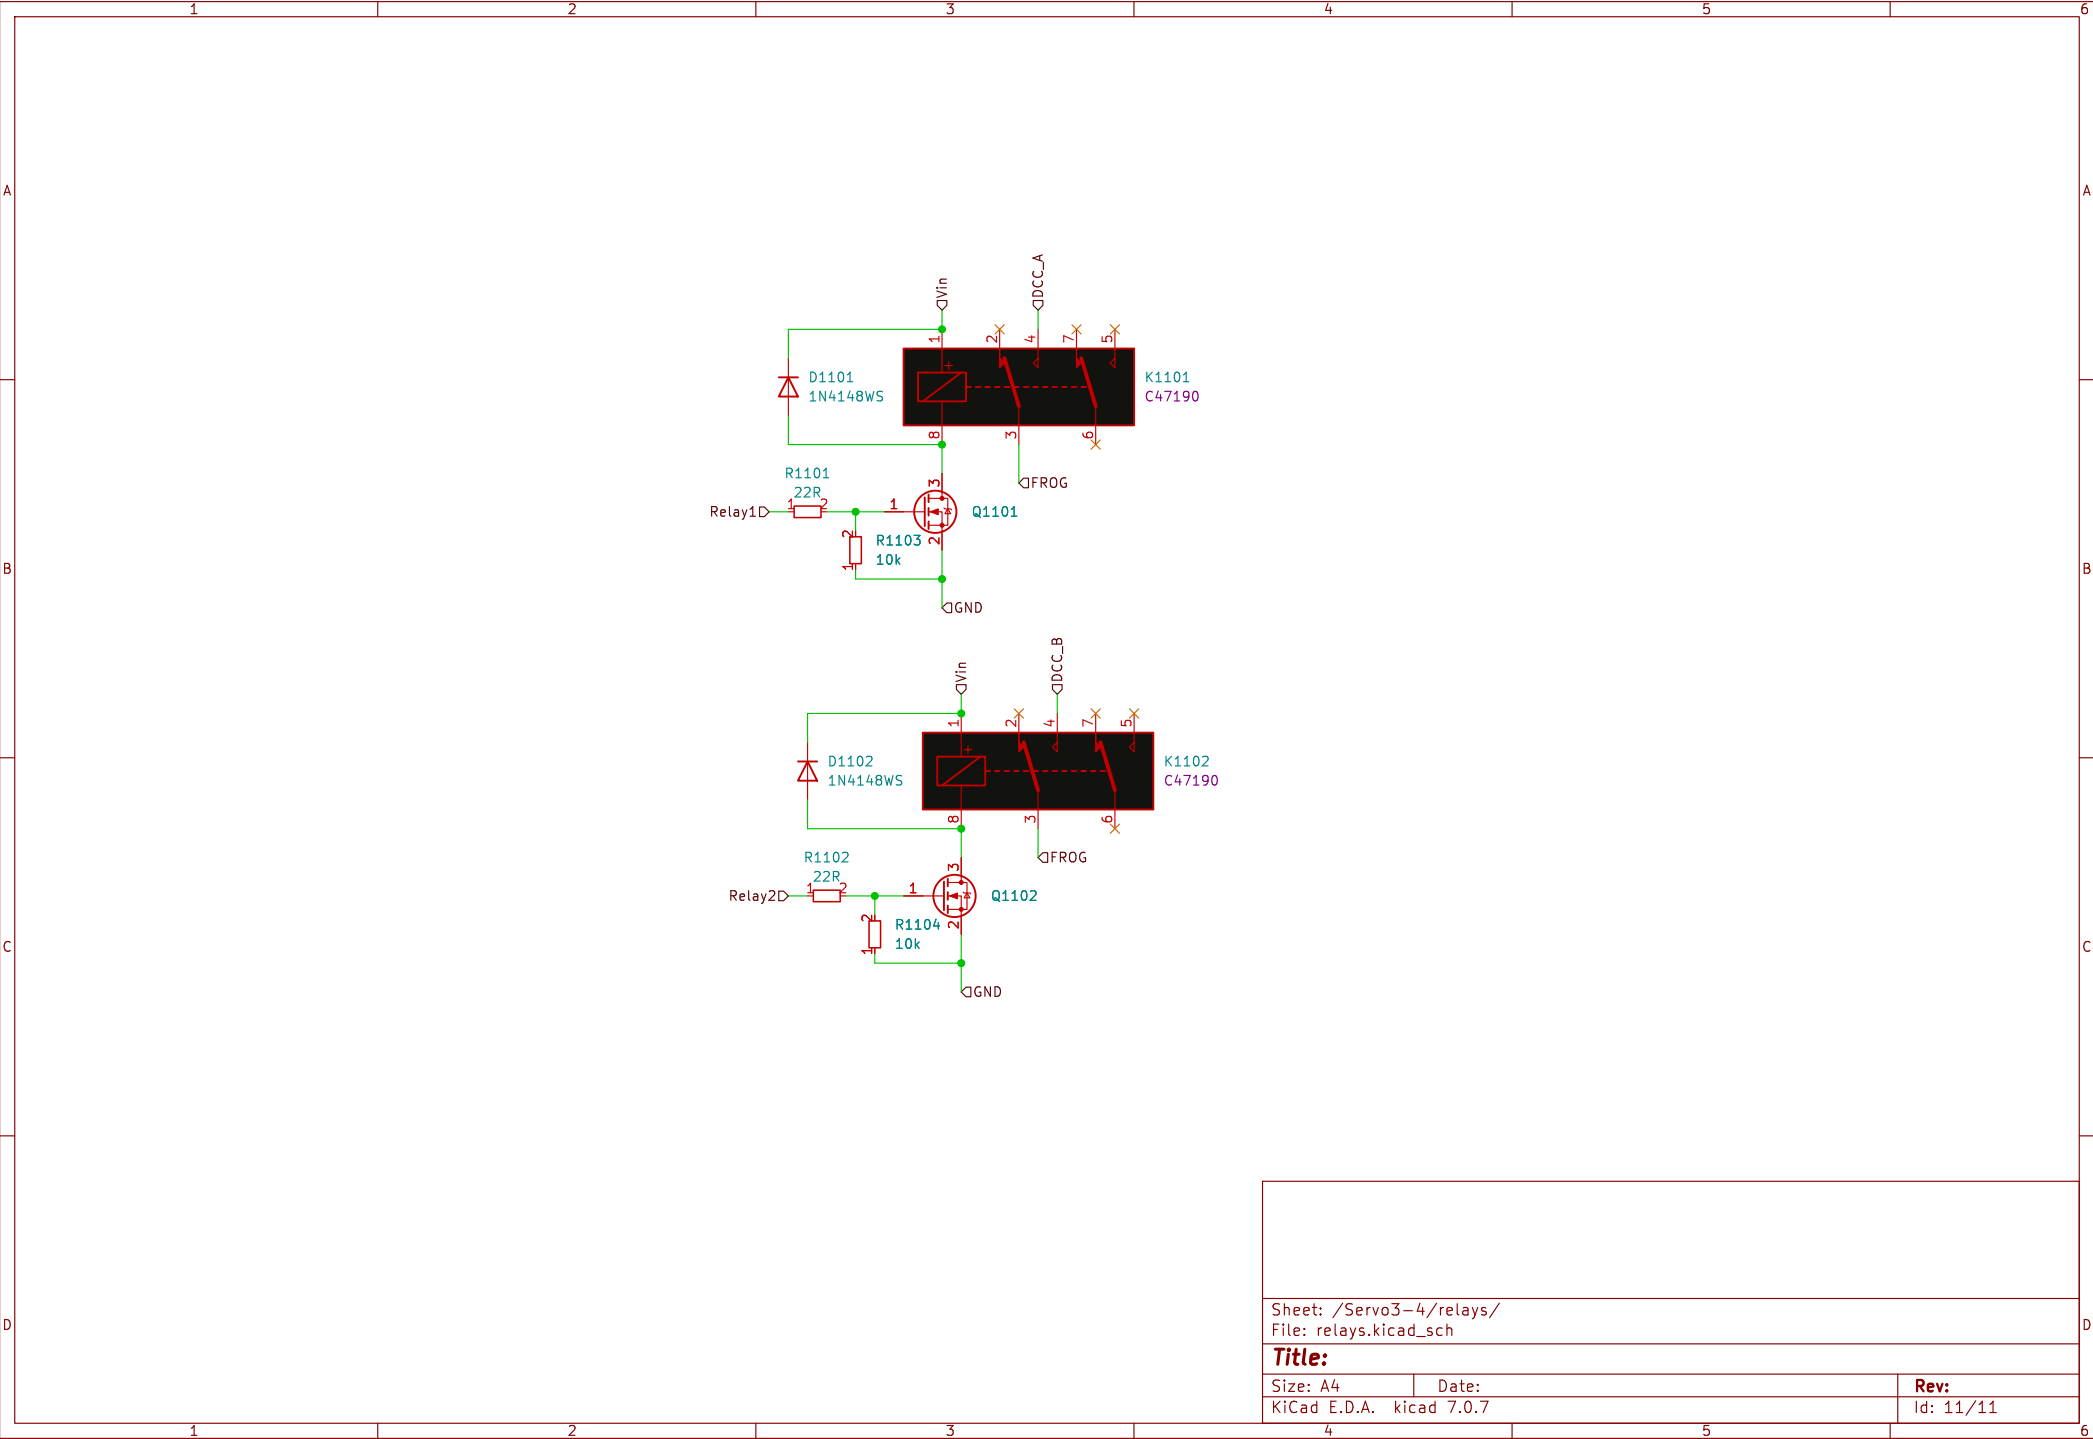 1 2 3 4 5 6
A A
DCC_A
Vin
1 2 4 7 5
+
D1101
1N4148WS
K1101
C47190
8 3 6
R1101
22R
FROG
Relay1 1 2 1 3 Q1101
2 R1103 2
1 10k
B B
GND
DCC_B
Vin
1 2 4 7 5
+
D1102
1N4148WS
K1102
C47190
8 3 6
R1102
22R
FROG
Relay2 1 2 1 3 Q1102
2 R1104 2
1 10k
C C
GND
Sheet: /Servo3-4/relays/
File: relays.kicad_sch
D D
Title:
Size: A4 Date: Rev:
KiCad E.D.A. kicad 7.0.7 Id: 11/11
1 2 3 4 5 6